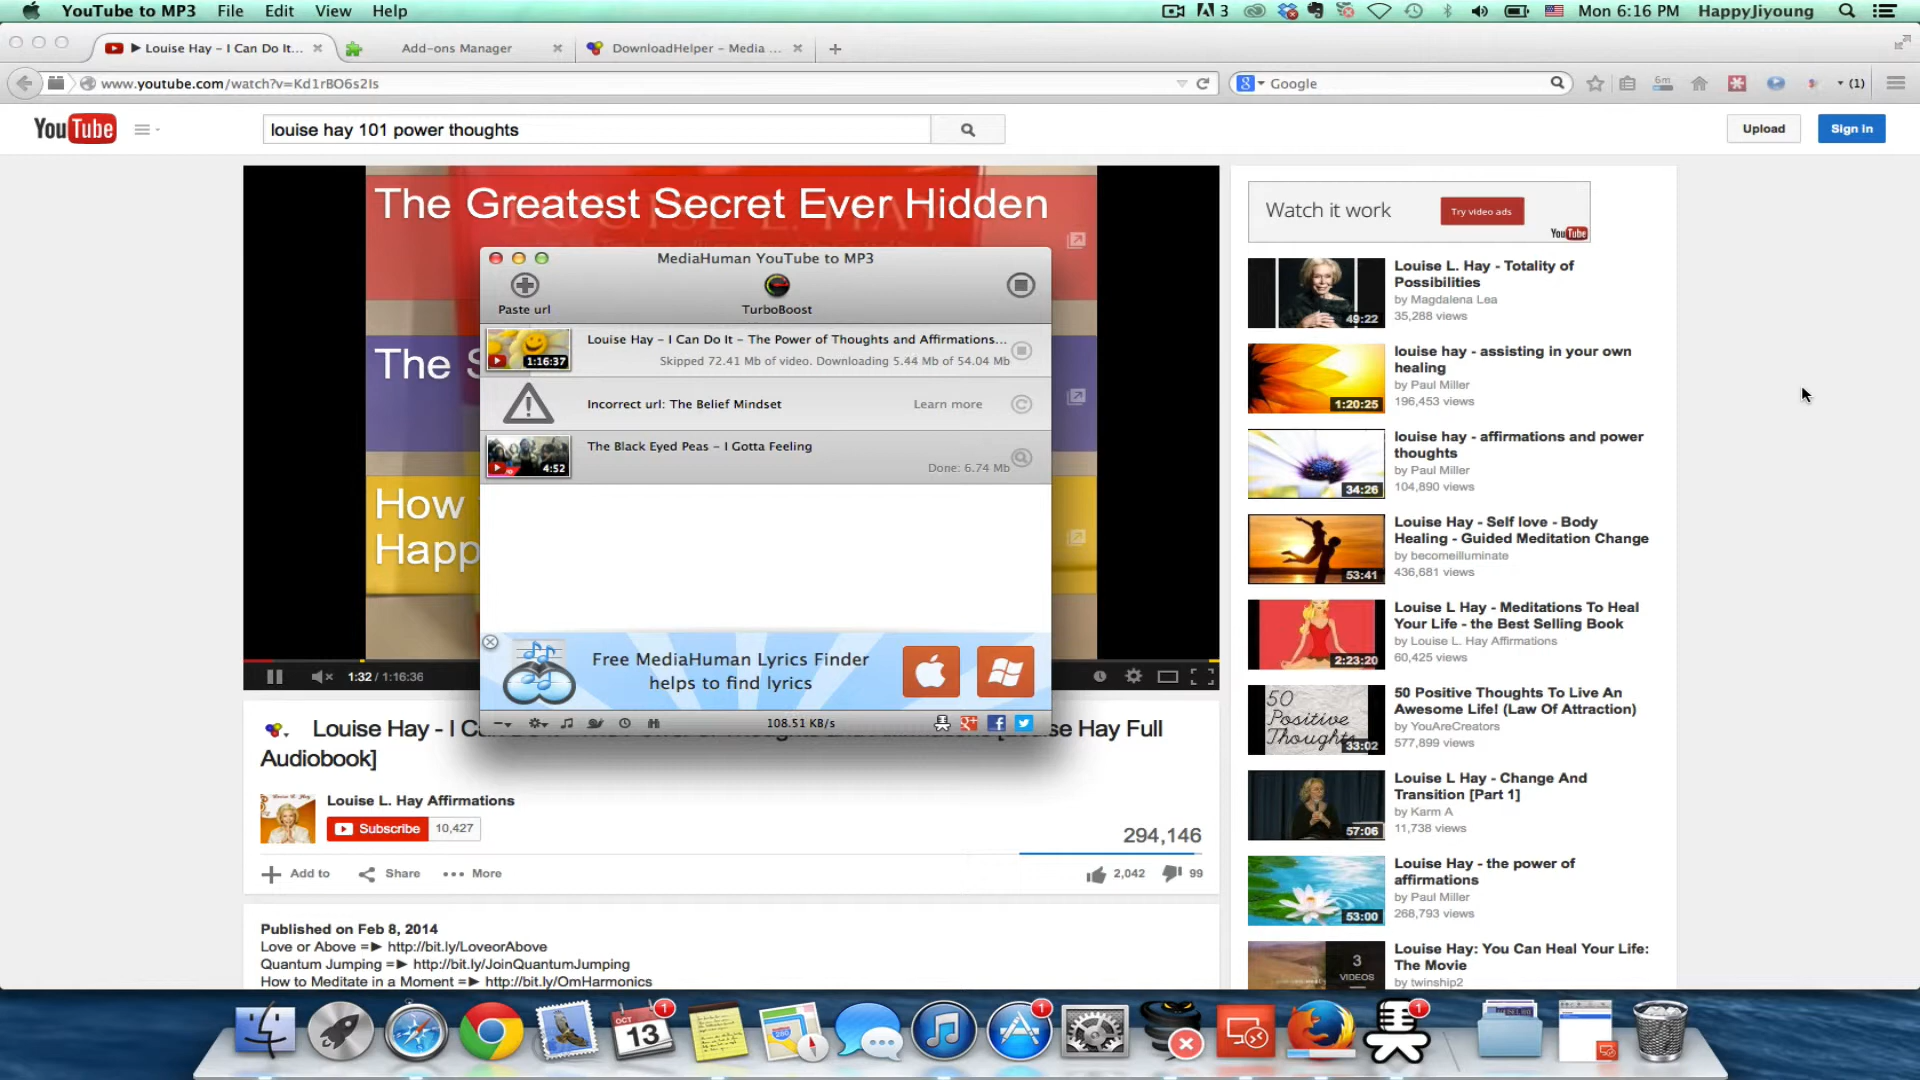 YouTube to MP3 File Edit View Help
3 Mon 6:16 PM HappyJiyoung
▶ Louise Hay - I Can Do It...
Add-ons Manager
DownloadHelper - Media ...
www.youtube.com/watch?v=Kd1rBO6s2Is
Google
6m
(1)
YouTube
louise hay 101 power thoughts
Upload
Sign in
The Greatest Secret Ever Hidden
The S
How
Happ
MediaHuman YouTube to MP3
Paste url
TurboBoost
Louise Hay – I Can Do It – The Power of Thoughts and Affirmations...
1:16:37
Skipped 72.41 Mb of video. Downloading 5.44 Mb of 54.04 Mb
Incorrect url: The Belief Mindset
Learn more
The Black Eyed Peas – I Gotta Feeling
4:52
Done: 6.74 Mb
Free MediaHuman Lyrics Finder
helps to find lyrics
108.51 KB/s
1:32 / 1:16:36
Louise Hay - I C
se Hay Full
Audiobook]
Louise L. Hay Affirmations
Subscribe 10,427
294,146
Add to
Share
More
2,042
99
Published on Feb 8, 2014
Love or Above =► http://bit.ly/LoveorAbove
Quantum Jumping =► http://bit.ly/JoinQuantumJumping
How to Meditate in a Moment =► http://bit.ly/OmHarmonics
Watch it work
Try video ads
YouTube
Louise L. Hay - Totality of
Possibilities
by Magdalena Lea
35,288 views
49:22
louise hay - assisting in your own
healing
by Paul Miller
196,453 views
1:20:25
louise hay - affirmations and power
thoughts
by Paul Miller
104,890 views
34:26
Louise Hay - Self love - Body
Healing - Guided Meditation Change
by becomeilluminate
436,681 views
53:41
Louise L Hay - Meditations To Heal
Your Life - the Best Selling Book
by Louise L. Hay Affirmations
60,425 views
2:23:20
50
Positive
Thoughts
33:02
50 Positive Thoughts To Live An
Awesome Life! (Law Of Attraction)
by YouAreCreators
577,899 views
Louise L Hay - Change And
Transition [Part 1]
by Karm A
11,738 views
57:06
Louise Hay - the power of
affirmations
by Paul Miller
268,793 views
53:00
Louise Hay: You Can Heal Your Life:
The Movie
by twinship2
3
VIDEOS
OCT
13
1
1
1